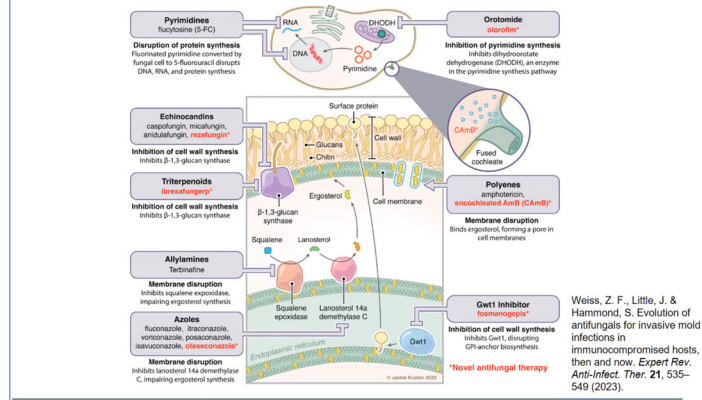 Pyrimidines
flucytosine (5-FC)
Disruption of protein synthesis
Fluorinated pyrimidine converted by
fungal cell to 5-fluorouracil disrupts
DNA, RNA, and protein synthesis
RNA
DNA
DHODH
Pyrimidine
Orotomide
olorofim*
Inhibition of pyrimidine synthesis
Inhibits dihydroorotate
dehydrogenase (DHODH), an enzyme
in the pyrimidine synthesis pathway
Echinocandins
caspofungin, micafungin,
anidulafungin, rezafungin*
Inhibition of cell wall synthesis
Inhibits β-1,3-glucan synthase
Triterpenoids
ibrexafungerp*
Inhibition of cell wall synthesis
Inhibits β-1,3-glucan synthase
Surface protein
Glucans
Chitin
Cell wall
Cell membrane
Ergosterol
β-1,3-glucan
synthase
CAmB*
Fused
cochleate
Polyenes
amphotericin,
encochleated AmB (CAmB)*
Membrane disruption
Binds ergosterol, forming a pore in
cell membranes
Allylamines
Terbinafine
Membrane disruption
Inhibits squalene expoxidase,
impairing ergosterol synthesis
Squalene
Lanosterol
Squalene
epoxidase
Lanosterol 14a
demethylase C
Azoles
fluconazole, itraconazole,
voriconazole, posaconazole,
isavuconazole, oteseconazole*
Membrane disruption
Inhibits lanosterol 14a demethylase
C, impairing ergosterol synthesis
Endoplasmic reticulum
Gwt1
© Jackie Kusten 2022
Gwt1 Inhibitor
fosmanogepix*
Inhibition of cell wall synthesis
Inhibits Gwt1, disrupting
GPI-anchor biosynthesis
*Novel antifungal therapy
Weiss, Z. F., Little, J. &
Hammond, S. Evolution of
antifungals for invasive mold
infections in
immunocompromised hosts,
then and now. Expert Rev.
Anti-Infect. Ther. 21, 535–
549 (2023).